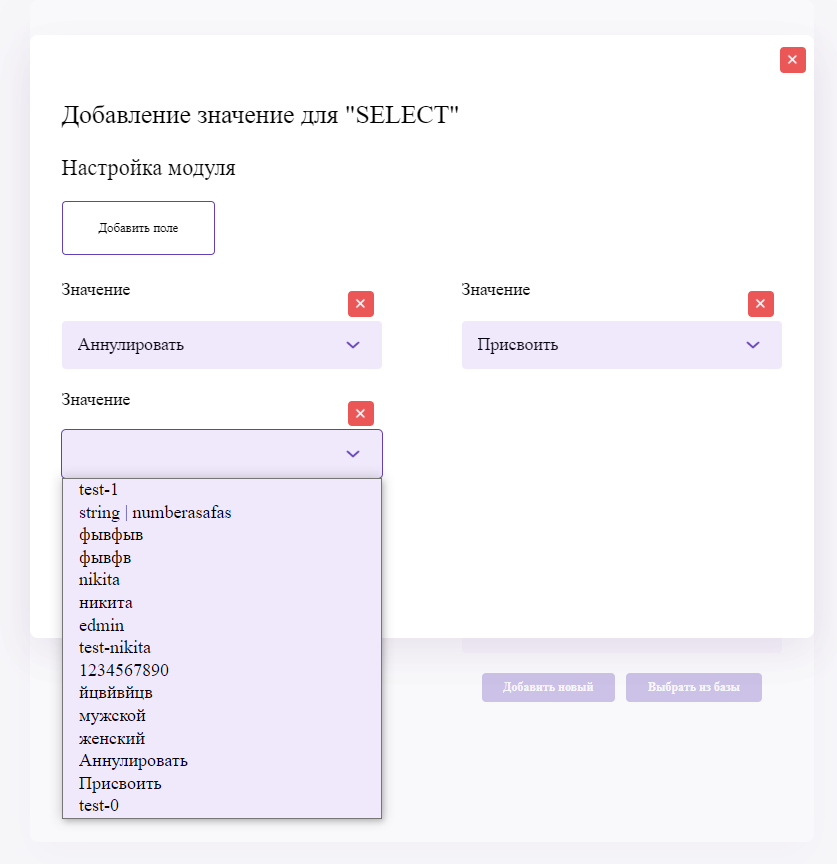 Добавление значение для "SELECT"
Настройка модуля
Добавить поле
Значение
Значение
Аннулировать
Присвоить
Значение
test-1
string | numberasafas
фывфыв
фывфв
nikita
никита
edmin
test-nikita
1234567890
йцвйвйцв
мужской
женский
Аннулировать
Присвоить
test-0
Добавить новый
Выбрать из базы